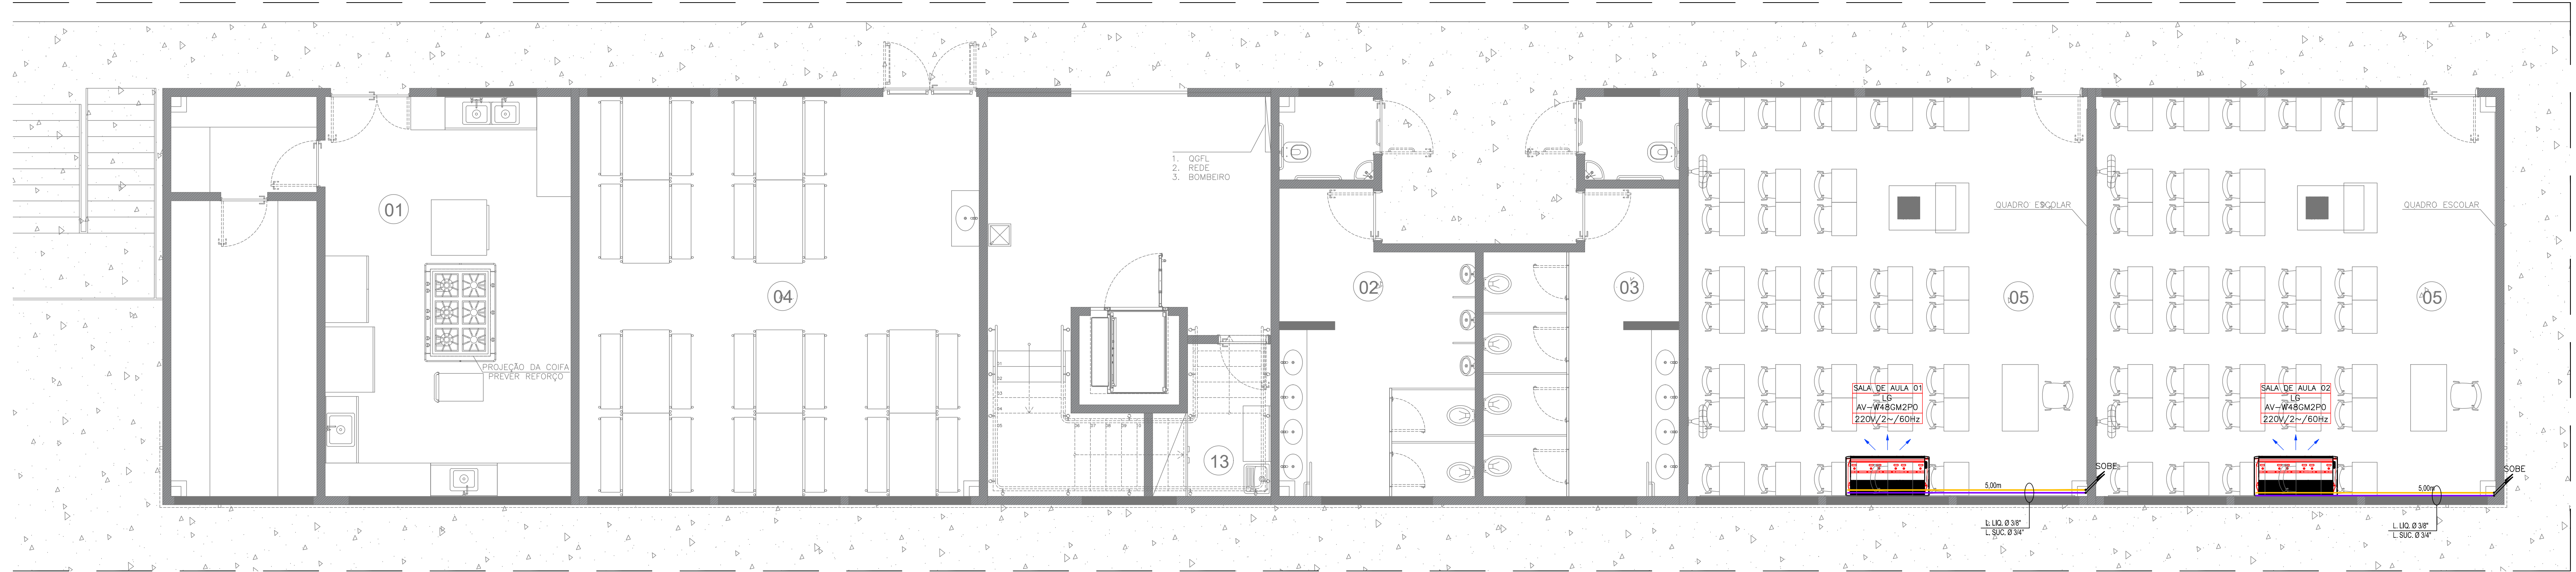 1. QGFL
2. REDE
3. BOMBEIRO
01
04
02
03
05
05
13
QUADRO ESCOLAR
QUADRO ESCOLAR
PROJEÇÃO DA COIFA
PREVER REFORÇO
SALA DE AULA 01
LG
AV-W48GM2P0
220V/2~/60Hz
SALA DE AULA 02
LG
AV-W48GM2P0
220V/2~/60Hz
5,00m
SOBE
5,00m
SOBE
L. LIQ. Ø 3/8"
L. SUC. Ø 3/4"
L. LIQ. Ø 3/8"
L. SUC. Ø 3/4"